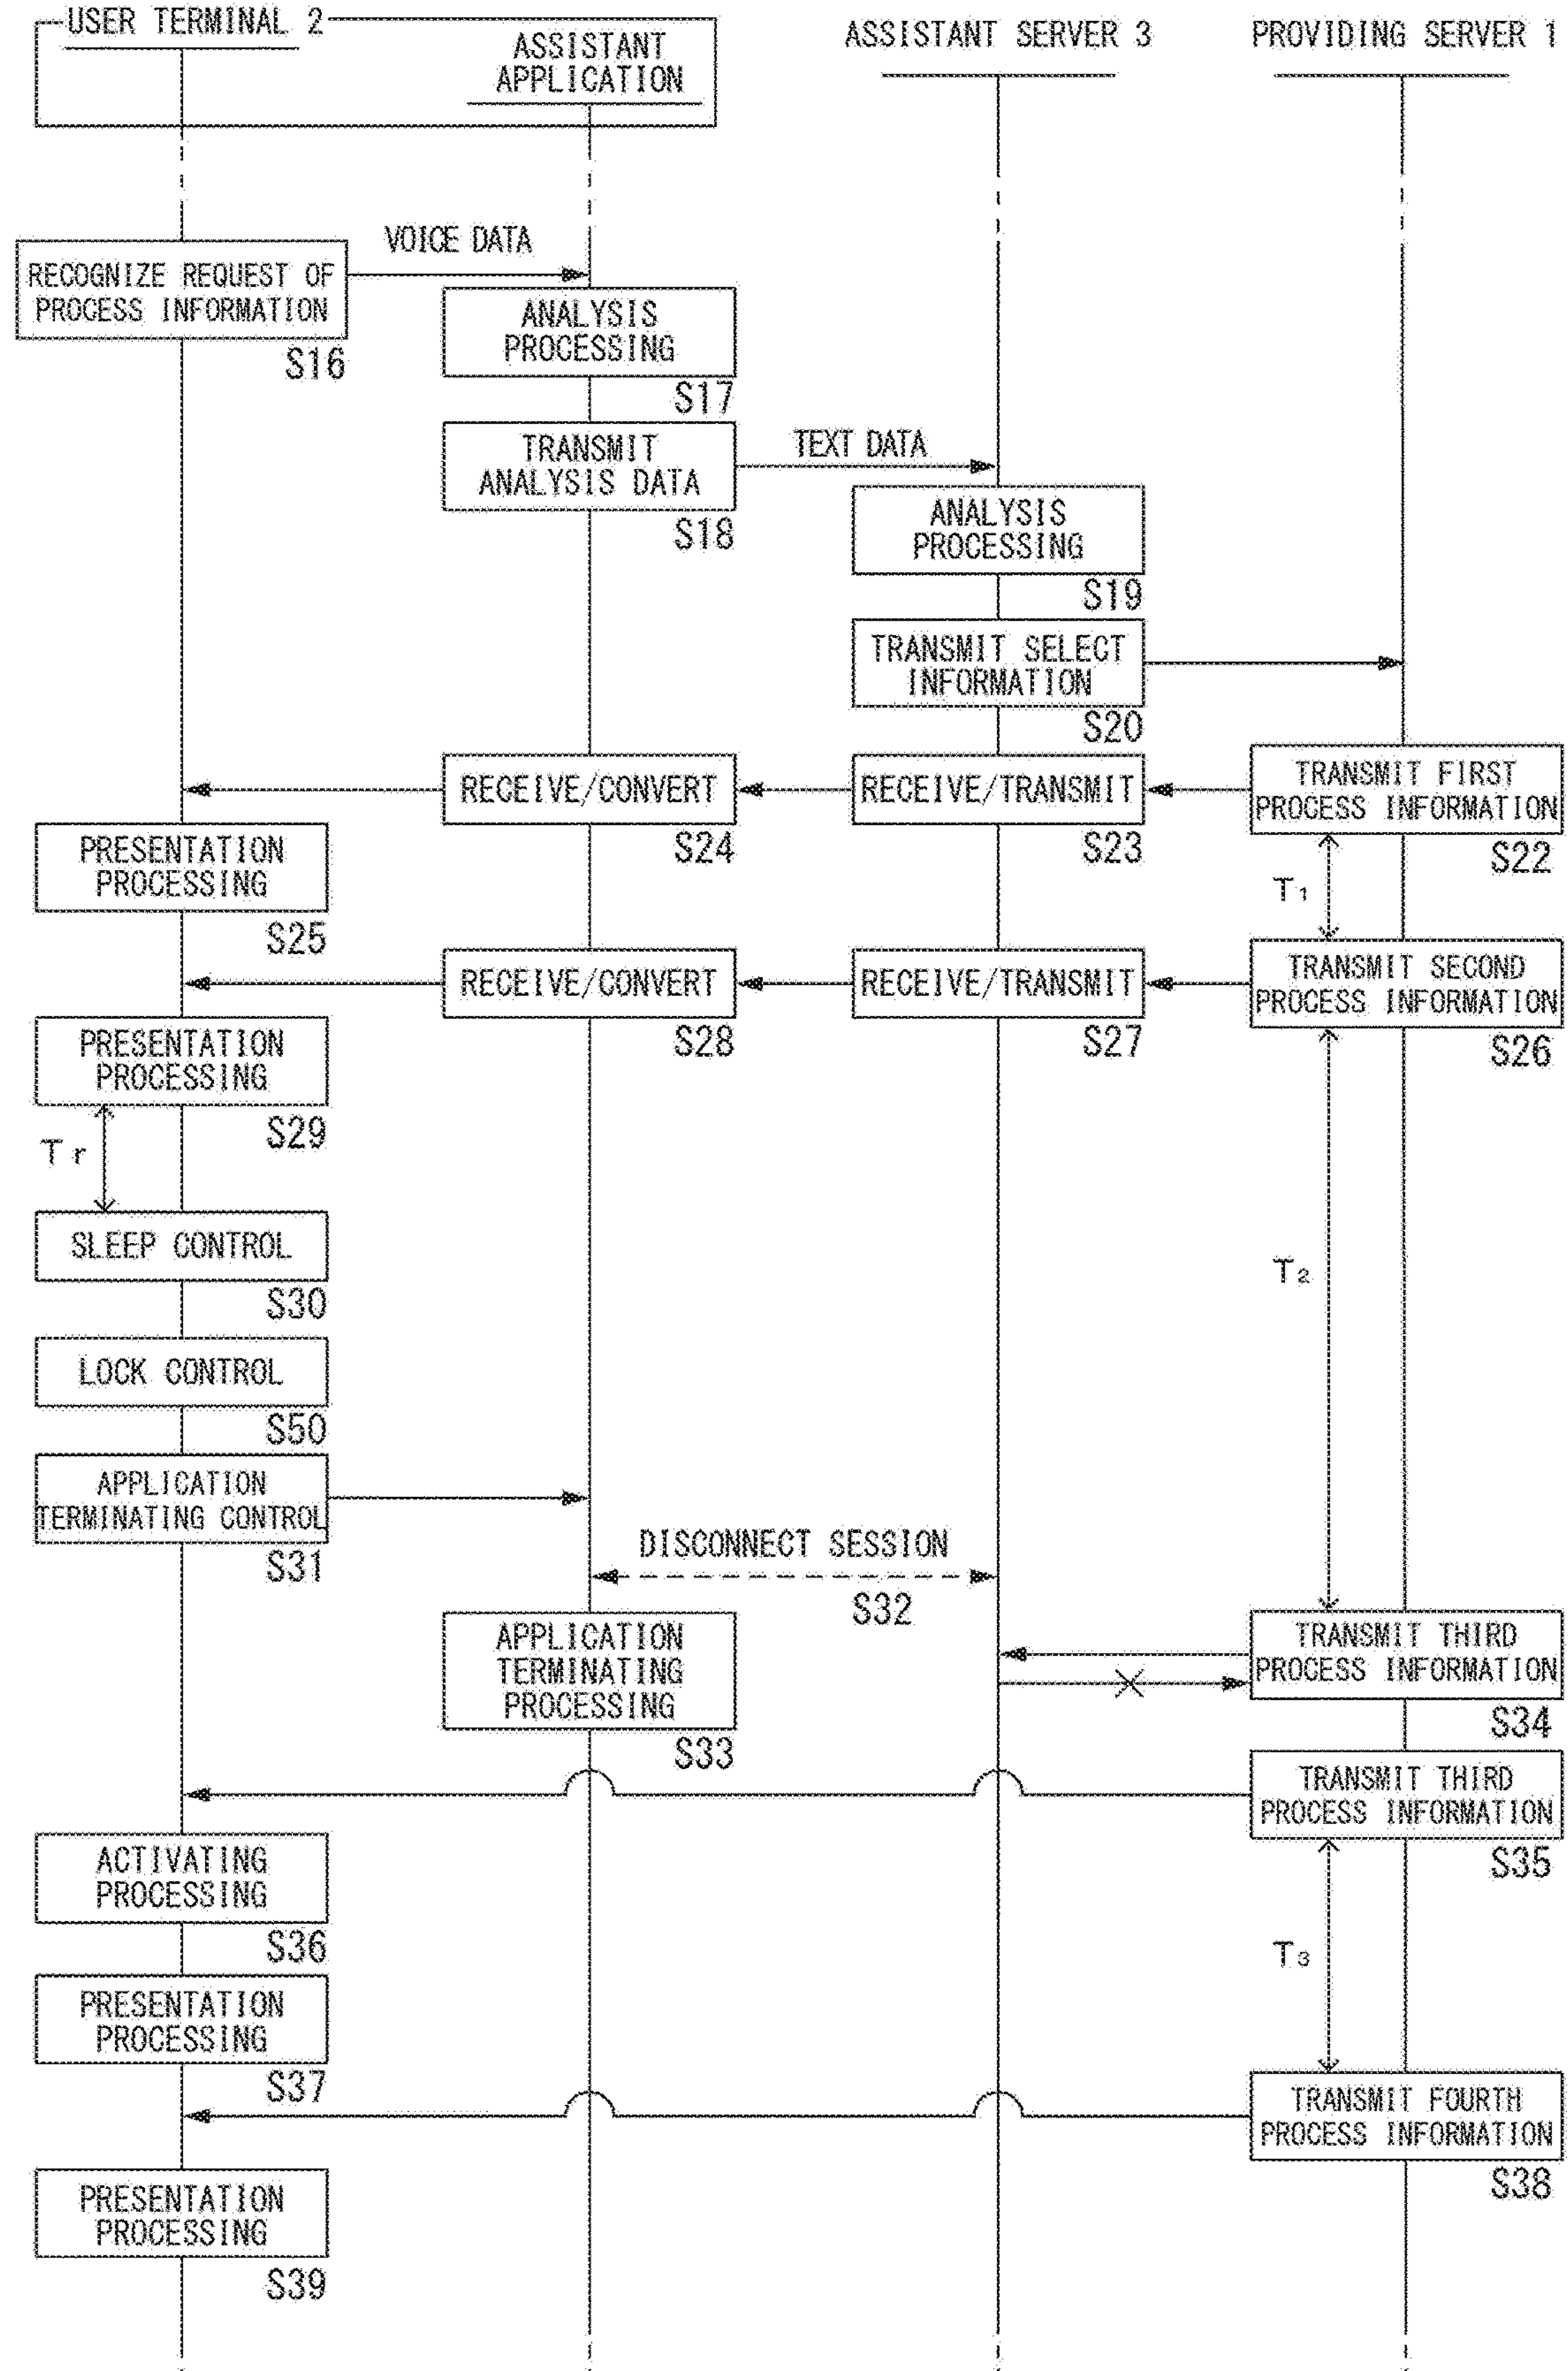 USER TERMINAL 2
ASSISTANT
APPLICATION
ASSISTANT SERVER 3
PROVIDING SERVER 1
RECOGNIZE REQUEST OF
PROCESS INFORMATION
S16
VOICE DATA
ANALYSIS
PROCESSING
S17
TRANSMIT
ANALYSIS DATA
S18
TEXT DATA
ANALYSIS
PROCESSING
S19
TRANSMIT SELECT
INFORMATION
S20
TRANSMIT FIRST
PROCESS INFORMATION
S22
RECEIVE/TRANSMIT
S23
RECEIVE/CONVERT
S24
PRESENTATION
PROCESSING
S25
T1
TRANSMIT SECOND
PROCESS INFORMATION
S26
RECEIVE/TRANSMIT
S27
RECEIVE/CONVERT
S28
PRESENTATION
PROCESSING
S29
Tr
SLEEP CONTROL
S30
T2
LOCK CONTROL
S50
APPLICATION
TERMINATING CONTROL
S31
DISCONNECT SESSION
S32
APPLICATION
TERMINATING
PROCESSING
S33
TRANSMIT THIRD
PROCESS INFORMATION
S34
TRANSMIT THIRD
PROCESS INFORMATION
S35
ACTIVATING
PROCESSING
S36
T3
PRESENTATION
PROCESSING
S37
TRANSMIT FOURTH
PROCESS INFORMATION
S38
PRESENTATION
PROCESSING
S39